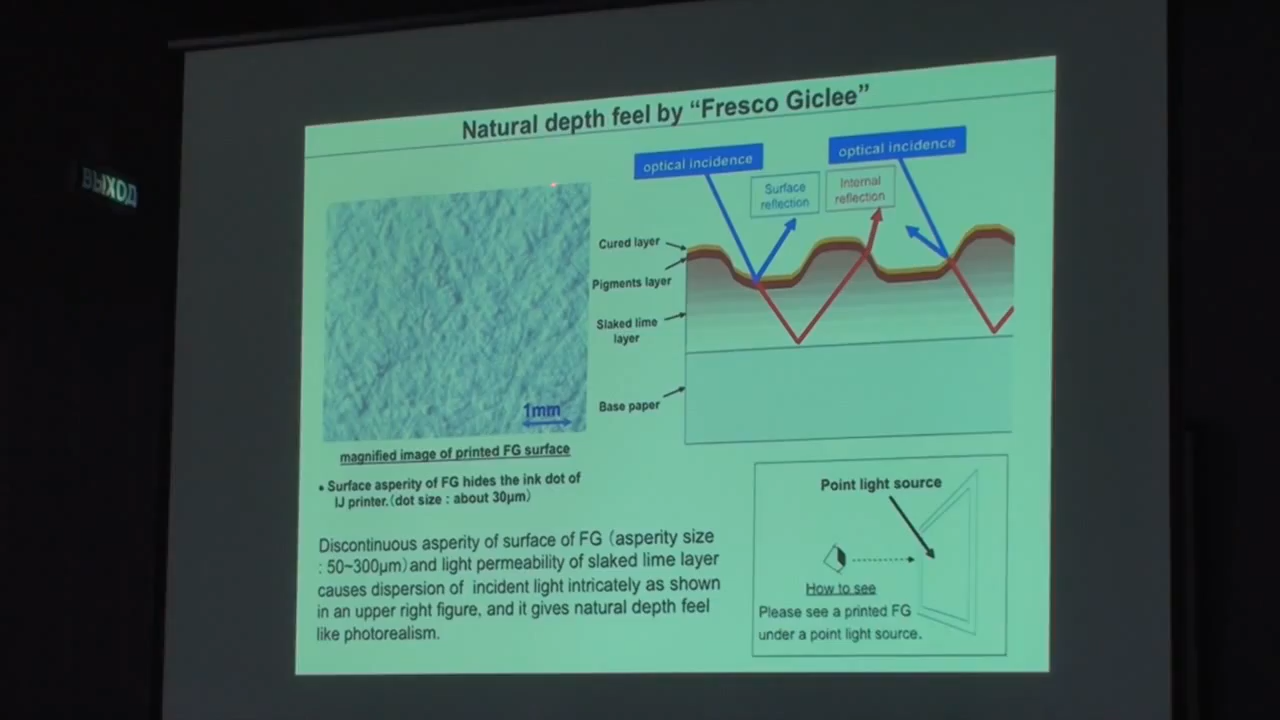 ВЫХОД
Natural depth feel by “Fresco Giclee”
optical incidence
optical incidence
Surface
reflection
Internal
reflection
Cured layer
Pigments layer
Slaked lime
layer
Base paper
1mm
magnified image of printed FG surface
• Surface asperity of FG hides the ink dot of
IJ printer.(dot size : about 30μm)
Discontinuous asperity of surface of FG (asperity size
: 50~300μm) and light permeability of slaked lime layer
causes dispersion of incident light intricately as shown
in an upper right figure, and it gives natural depth feel
like photorealism.
Point light source
How to see
Please see a printed FG
under a point light source.